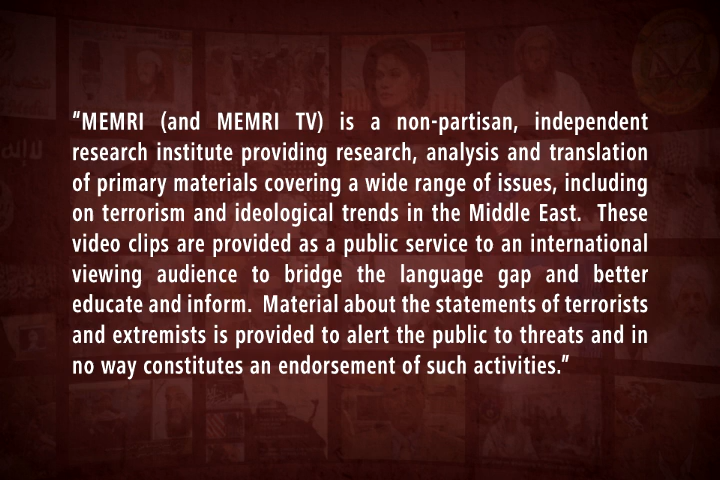 “MEMRI (and MEMRI TV) is a non-partisan, independent
research institute providing research, analysis and translation
of primary materials covering a wide range of issues, including
on terrorism and ideological trends in the Middle East.  These
video clips are provided as a public service to an international
viewing audience to bridge the language gap and better
educate and inform.  Material about the statements of terrorists
and extremists is provided to alert the public to threats and in
no way constitutes an endorsement of such activities.”